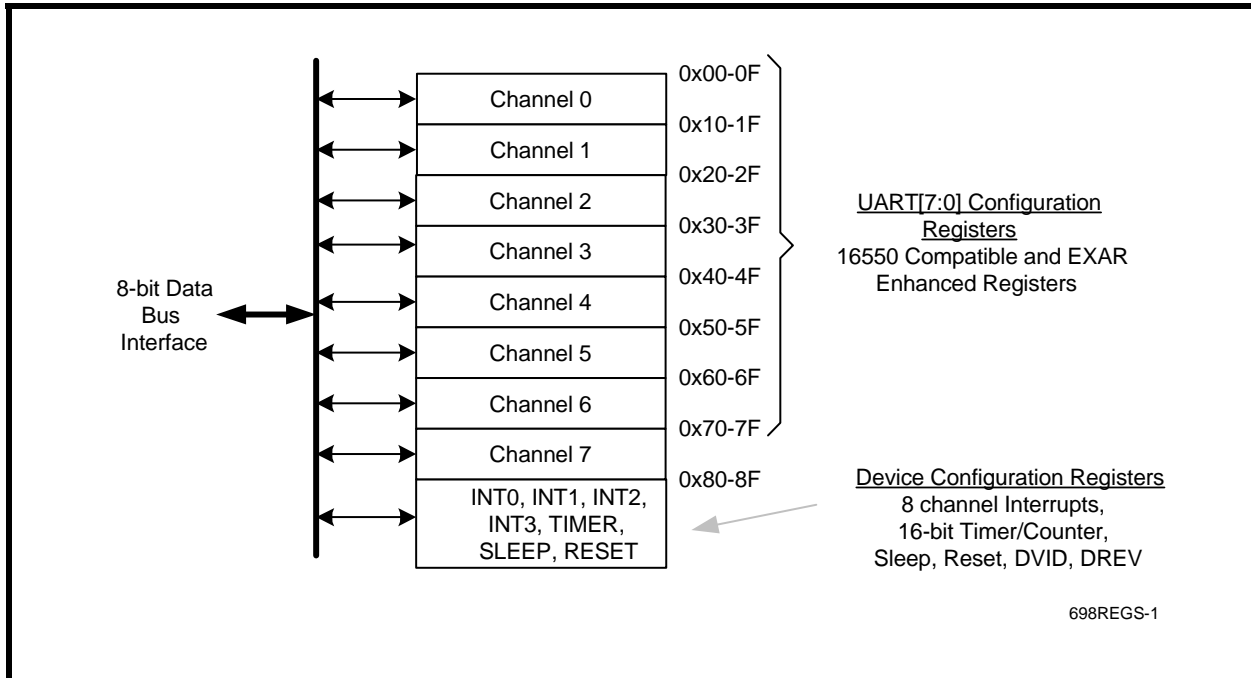 0x00-0F
Channel 0
0x10-1F
Channel 1
0x20-2F
Channel 2
0x30-3F
Channel 3
0x40-4F
Channel 4
0x50-5F
Channel 5
0x60-6F
Channel 6
0x70-7F
Channel 7
0x80-8F
INT0, INT1, INT2,
INT3, TIMER,
SLEEP, RESET
8-bit Data
Bus
Interface
UART[7:0] Configuration
Registers
16550 Compatible and EXAR
Enhanced Registers
Device Configuration Registers
8 channel Interrupts,
16-bit Timer/Counter,
Sleep, Reset, DVID, DREV
698REGS-1